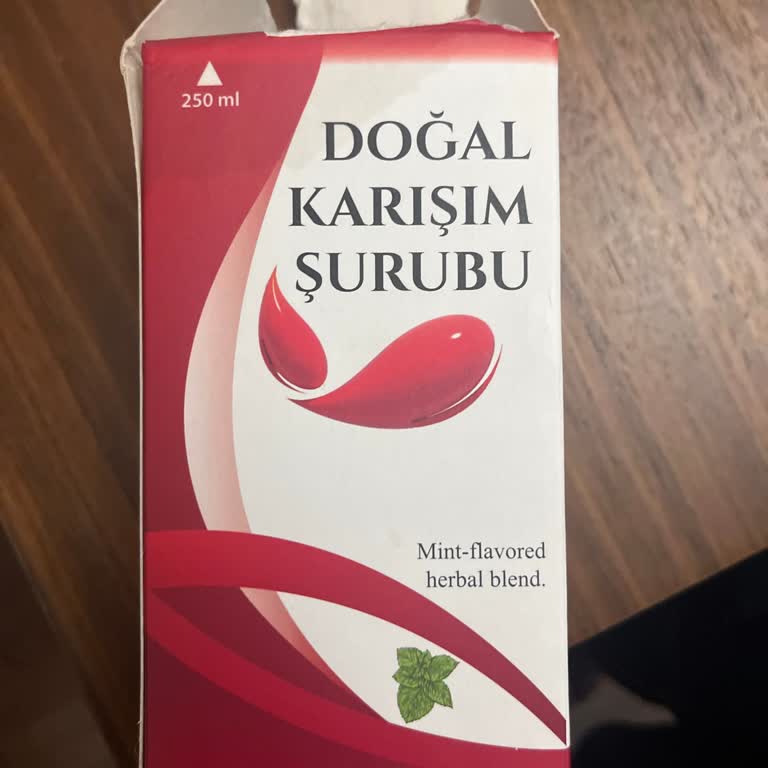 250 ml
DOĞAL
KARIŞIM
ŞURUBU
Mint-flavored
herbal blend.